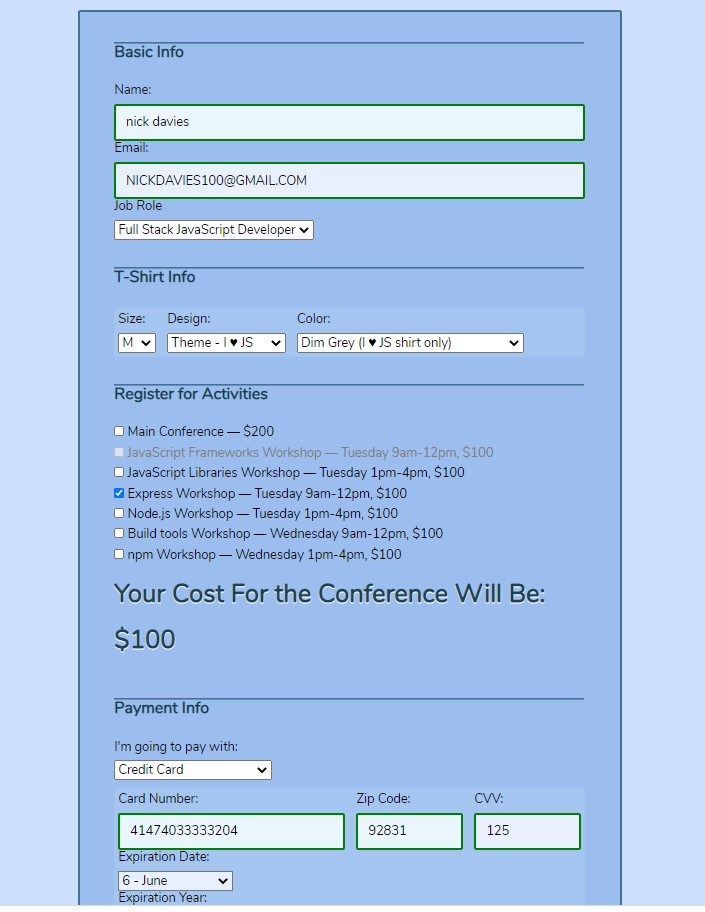 Basic Info
Name:
nick davies
Email:
NICKDAVIES100@GMAIL.COM
Job Role
Full Stack JavaScript Developer
T-Shirt Info
Size: Design: Color:
M Theme - I ♥ JS Dim Grey (I ♥ JS shirt only)
Register for Activities
Main Conference — $200
JavaScript Frameworks Workshop — Tuesday 9am-12pm, $100
JavaScript Libraries Workshop — Tuesday 1pm-4pm, $100
Express Workshop — Tuesday 9am-12pm, $100
Node.js Workshop — Tuesday 1pm-4pm, $100
Build tools Workshop — Wednesday 9am-12pm, $100
npm Workshop — Wednesday 1pm-4pm, $100
Your Cost For the Conference Will Be:
$100
Payment Info
I'm going to pay with:
Credit Card
Card Number: Zip Code: CVV:
41474033333204 92831 125
Expiration Date:
6 - June
Expiration Year: